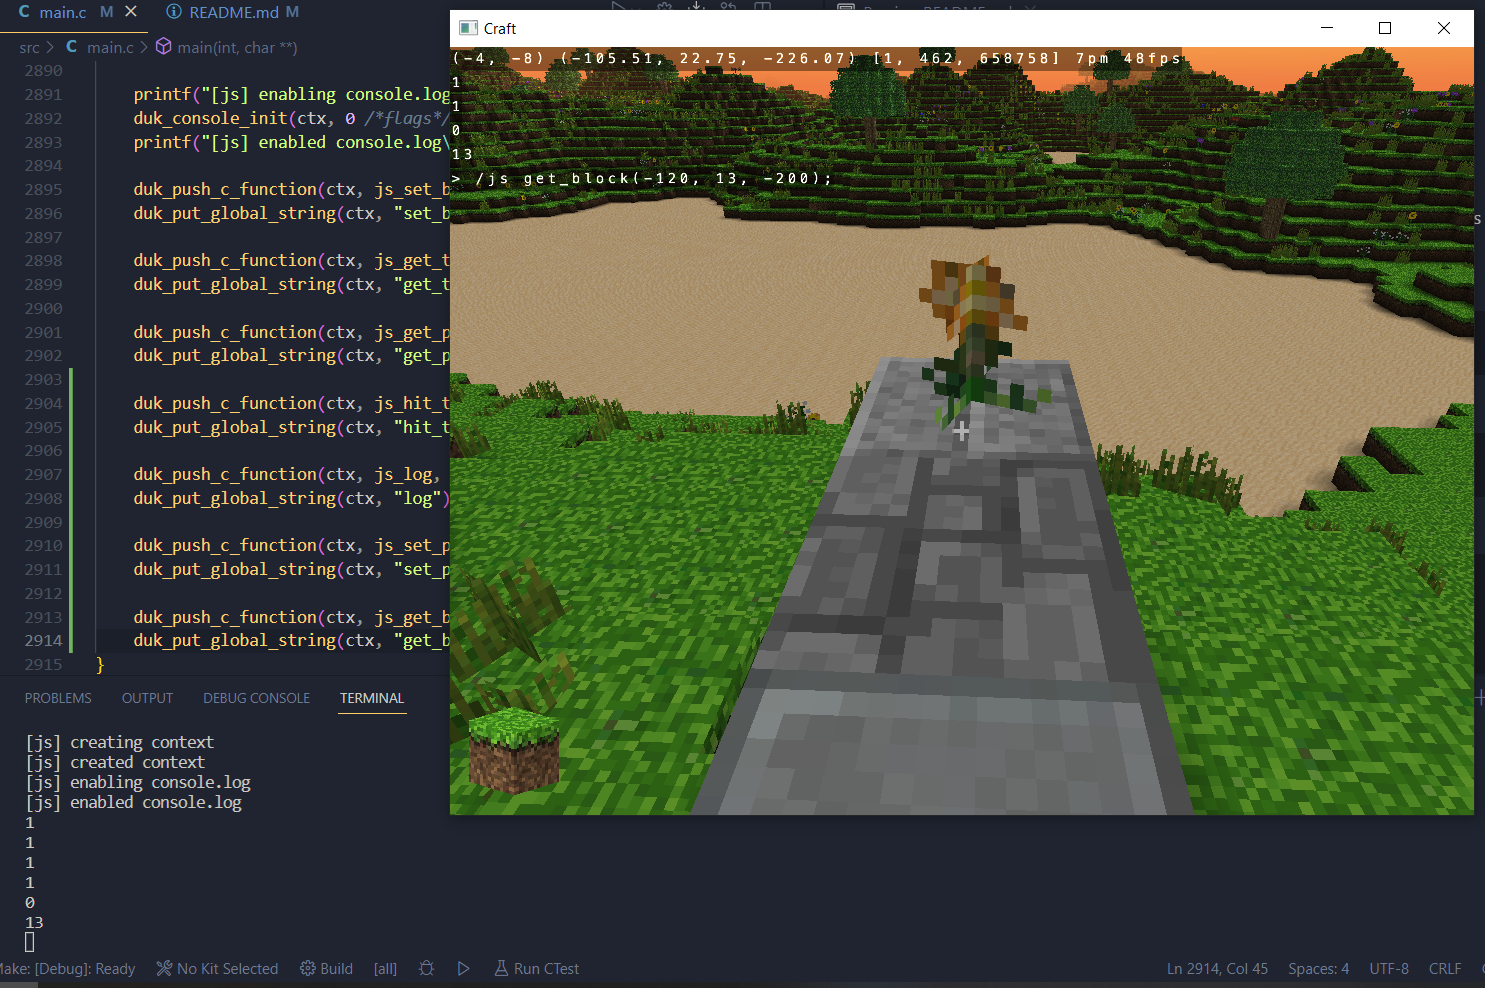 main.c M
README.md M
src > main.c > main(int, char **)
2890
2891 printf("[js] enabling console.log
2892 duk_console_init(ctx, 0 /*flags*/
2893 printf("[js] enabled console.log\
2894
2895 duk_push_c_function(ctx, js_set_b
2896 duk_put_global_string(ctx, "set_b
2897
2898 duk_push_c_function(ctx, js_get_t
2899 duk_put_global_string(ctx, "get_t
2900
2901 duk_push_c_function(ctx, js_get_p
2902 duk_put_global_string(ctx, "get_p
2903
2904 duk_push_c_function(ctx, js_hit_t
2905 duk_put_global_string(ctx, "hit_t
2906
2907 duk_push_c_function(ctx, js_log,
2908 duk_put_global_string(ctx, "log")
2909
2910 duk_push_c_function(ctx, js_set_p
2911 duk_put_global_string(ctx, "set_p
2912
2913 duk_push_c_function(ctx, js_get_b
2914 duk_put_global_string(ctx, "get_b
2915 }
Craft
(-4, -8) (-105.51, 22.75, -226.07) [1, 462, 658758] 7pm 48fps
1
1
0
13
> /js get_block(-120, 13, -200);
PROBLEMS OUTPUT DEBUG CONSOLE TERMINAL
[js] creating context
[js] created context
[js] enabling console.log
[js] enabled console.log
1
1
1
1
0
13
Make: [Debug]: Ready No Kit Selected Build [all] Run CTest Ln 2914, Col 45 Spaces: 4 UTF-8 CRLF